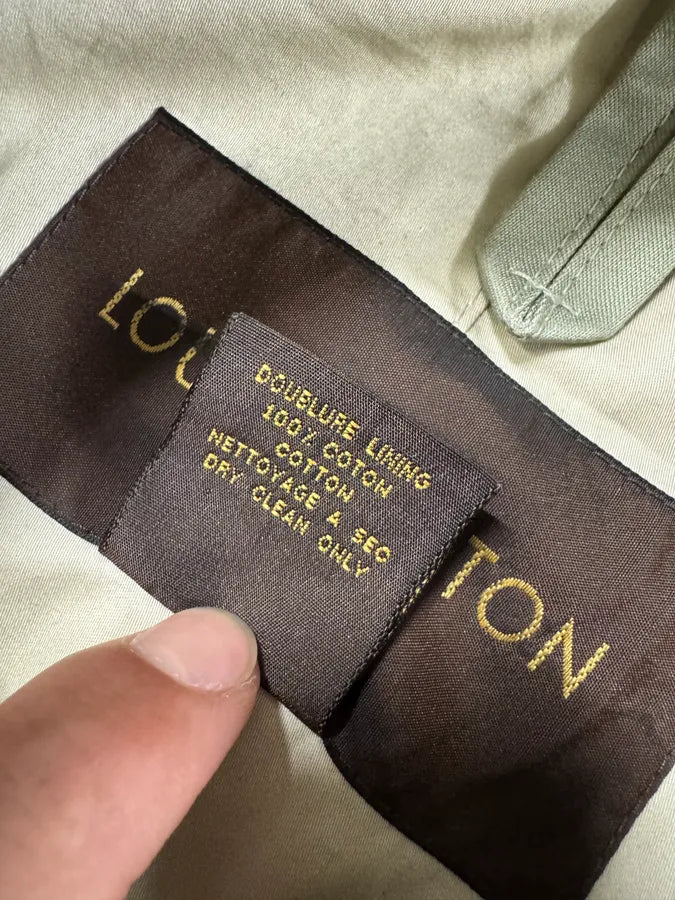 LOU TON
DOUBLURE LINING
100% COTON
COTTON
NETTOYAGE A SEC
DRY CLEAN ONLY